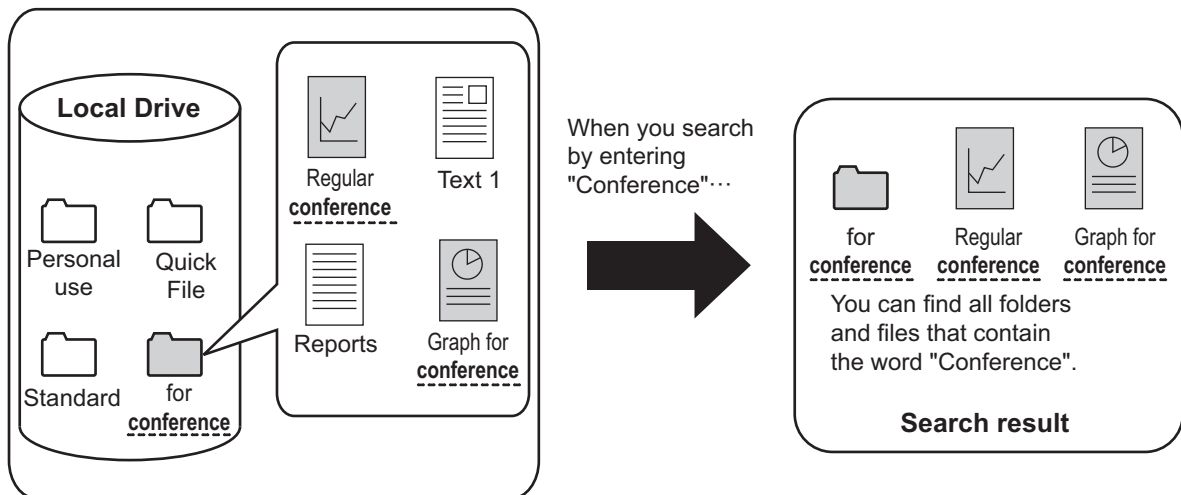 Local Drive
Personal
use
Quick
File
Standard
for
conference
Regular
conference
Text 1
Reports
Graph for
conference
When you search
by entering
"Conference"···
for
conference
Regular
conference
Graph for
conference
You can find all folders
and files that contain
the word "Conference".
Search result